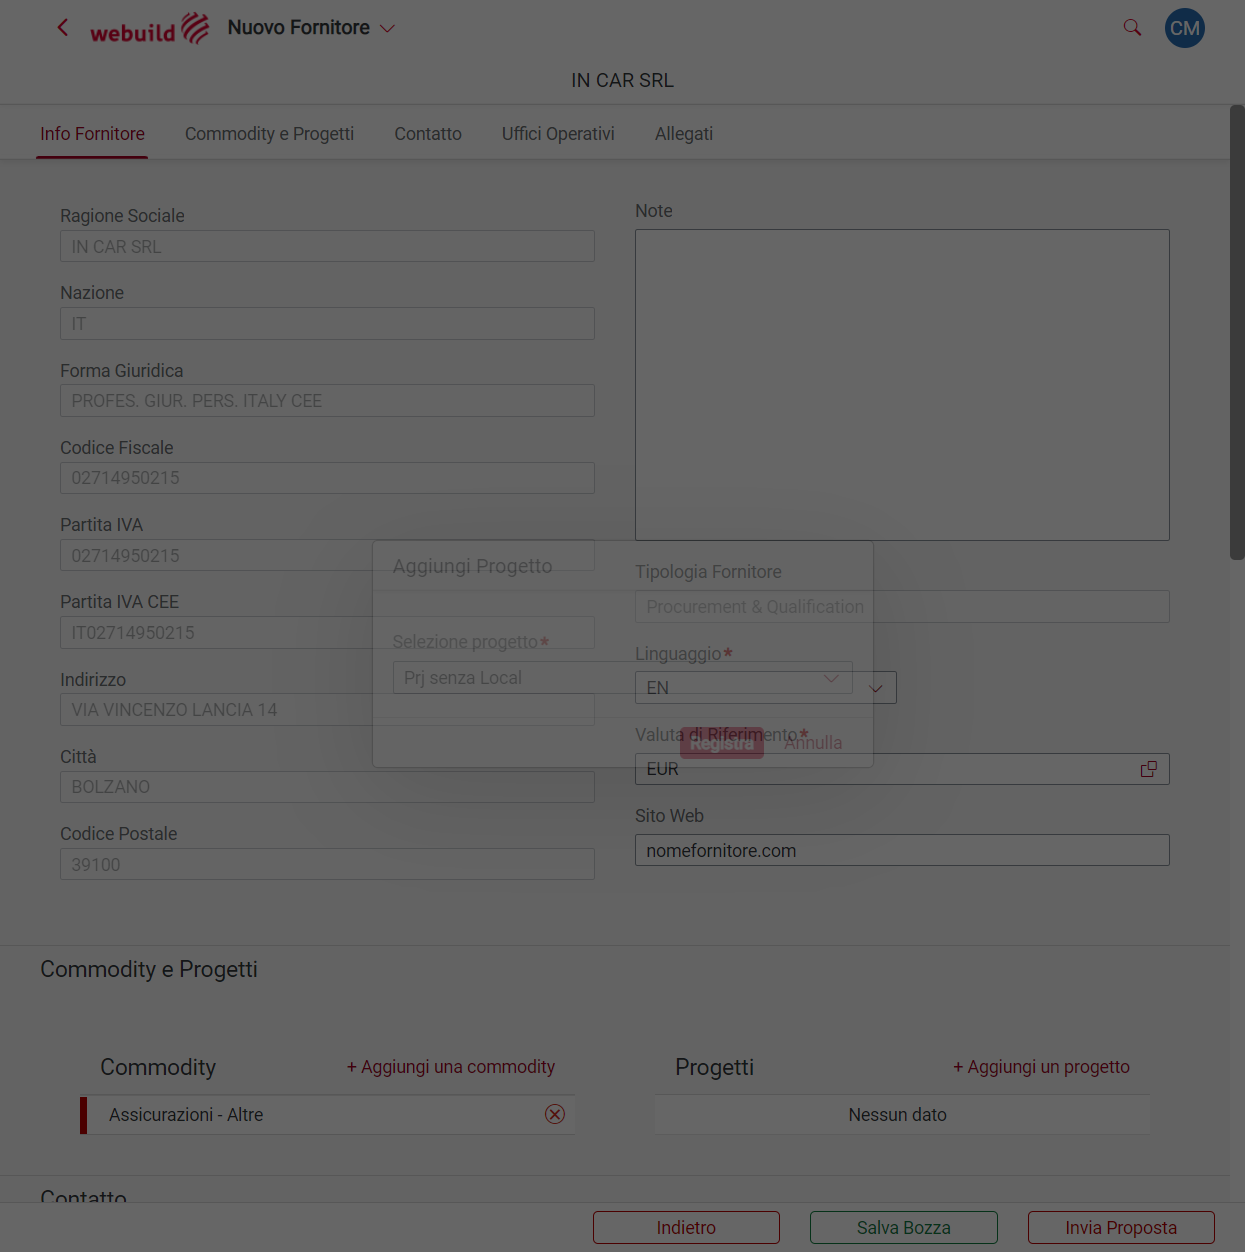 webuild Nuovo Fornitore
CM
IN CAR SRL
Info Fornitore Commodity e Progetti Contatto Uffici Operativi Allegati
Ragione Sociale
IN CAR SRL
Nazione
IT
Forma Giuridica
PROFES. GIUR. PERS. ITALY CEE
Codice Fiscale
02714950215
Partita IVA
02714950215
Partita IVA CEE
IT02714950215
Indirizzo
VIA VINCENZO LANCIA 14
Città
BOLZANO
Codice Postale
39100
Note
Tipologia Fornitore
Procurement & Qualification
Linguaggio*
EN
Valuta di Riferimento*
EUR
Sito Web
nomefornitore.com
Aggiungi Progetto
Selezione progetto*
Prj senza Local
Registra Annulla
Commodity e Progetti
Commodity + Aggiungi una commodity
Assicurazioni - Altre
Progetti + Aggiungi un progetto
Nessun dato
Contatto
Indietro Salva Bozza Invia Proposta